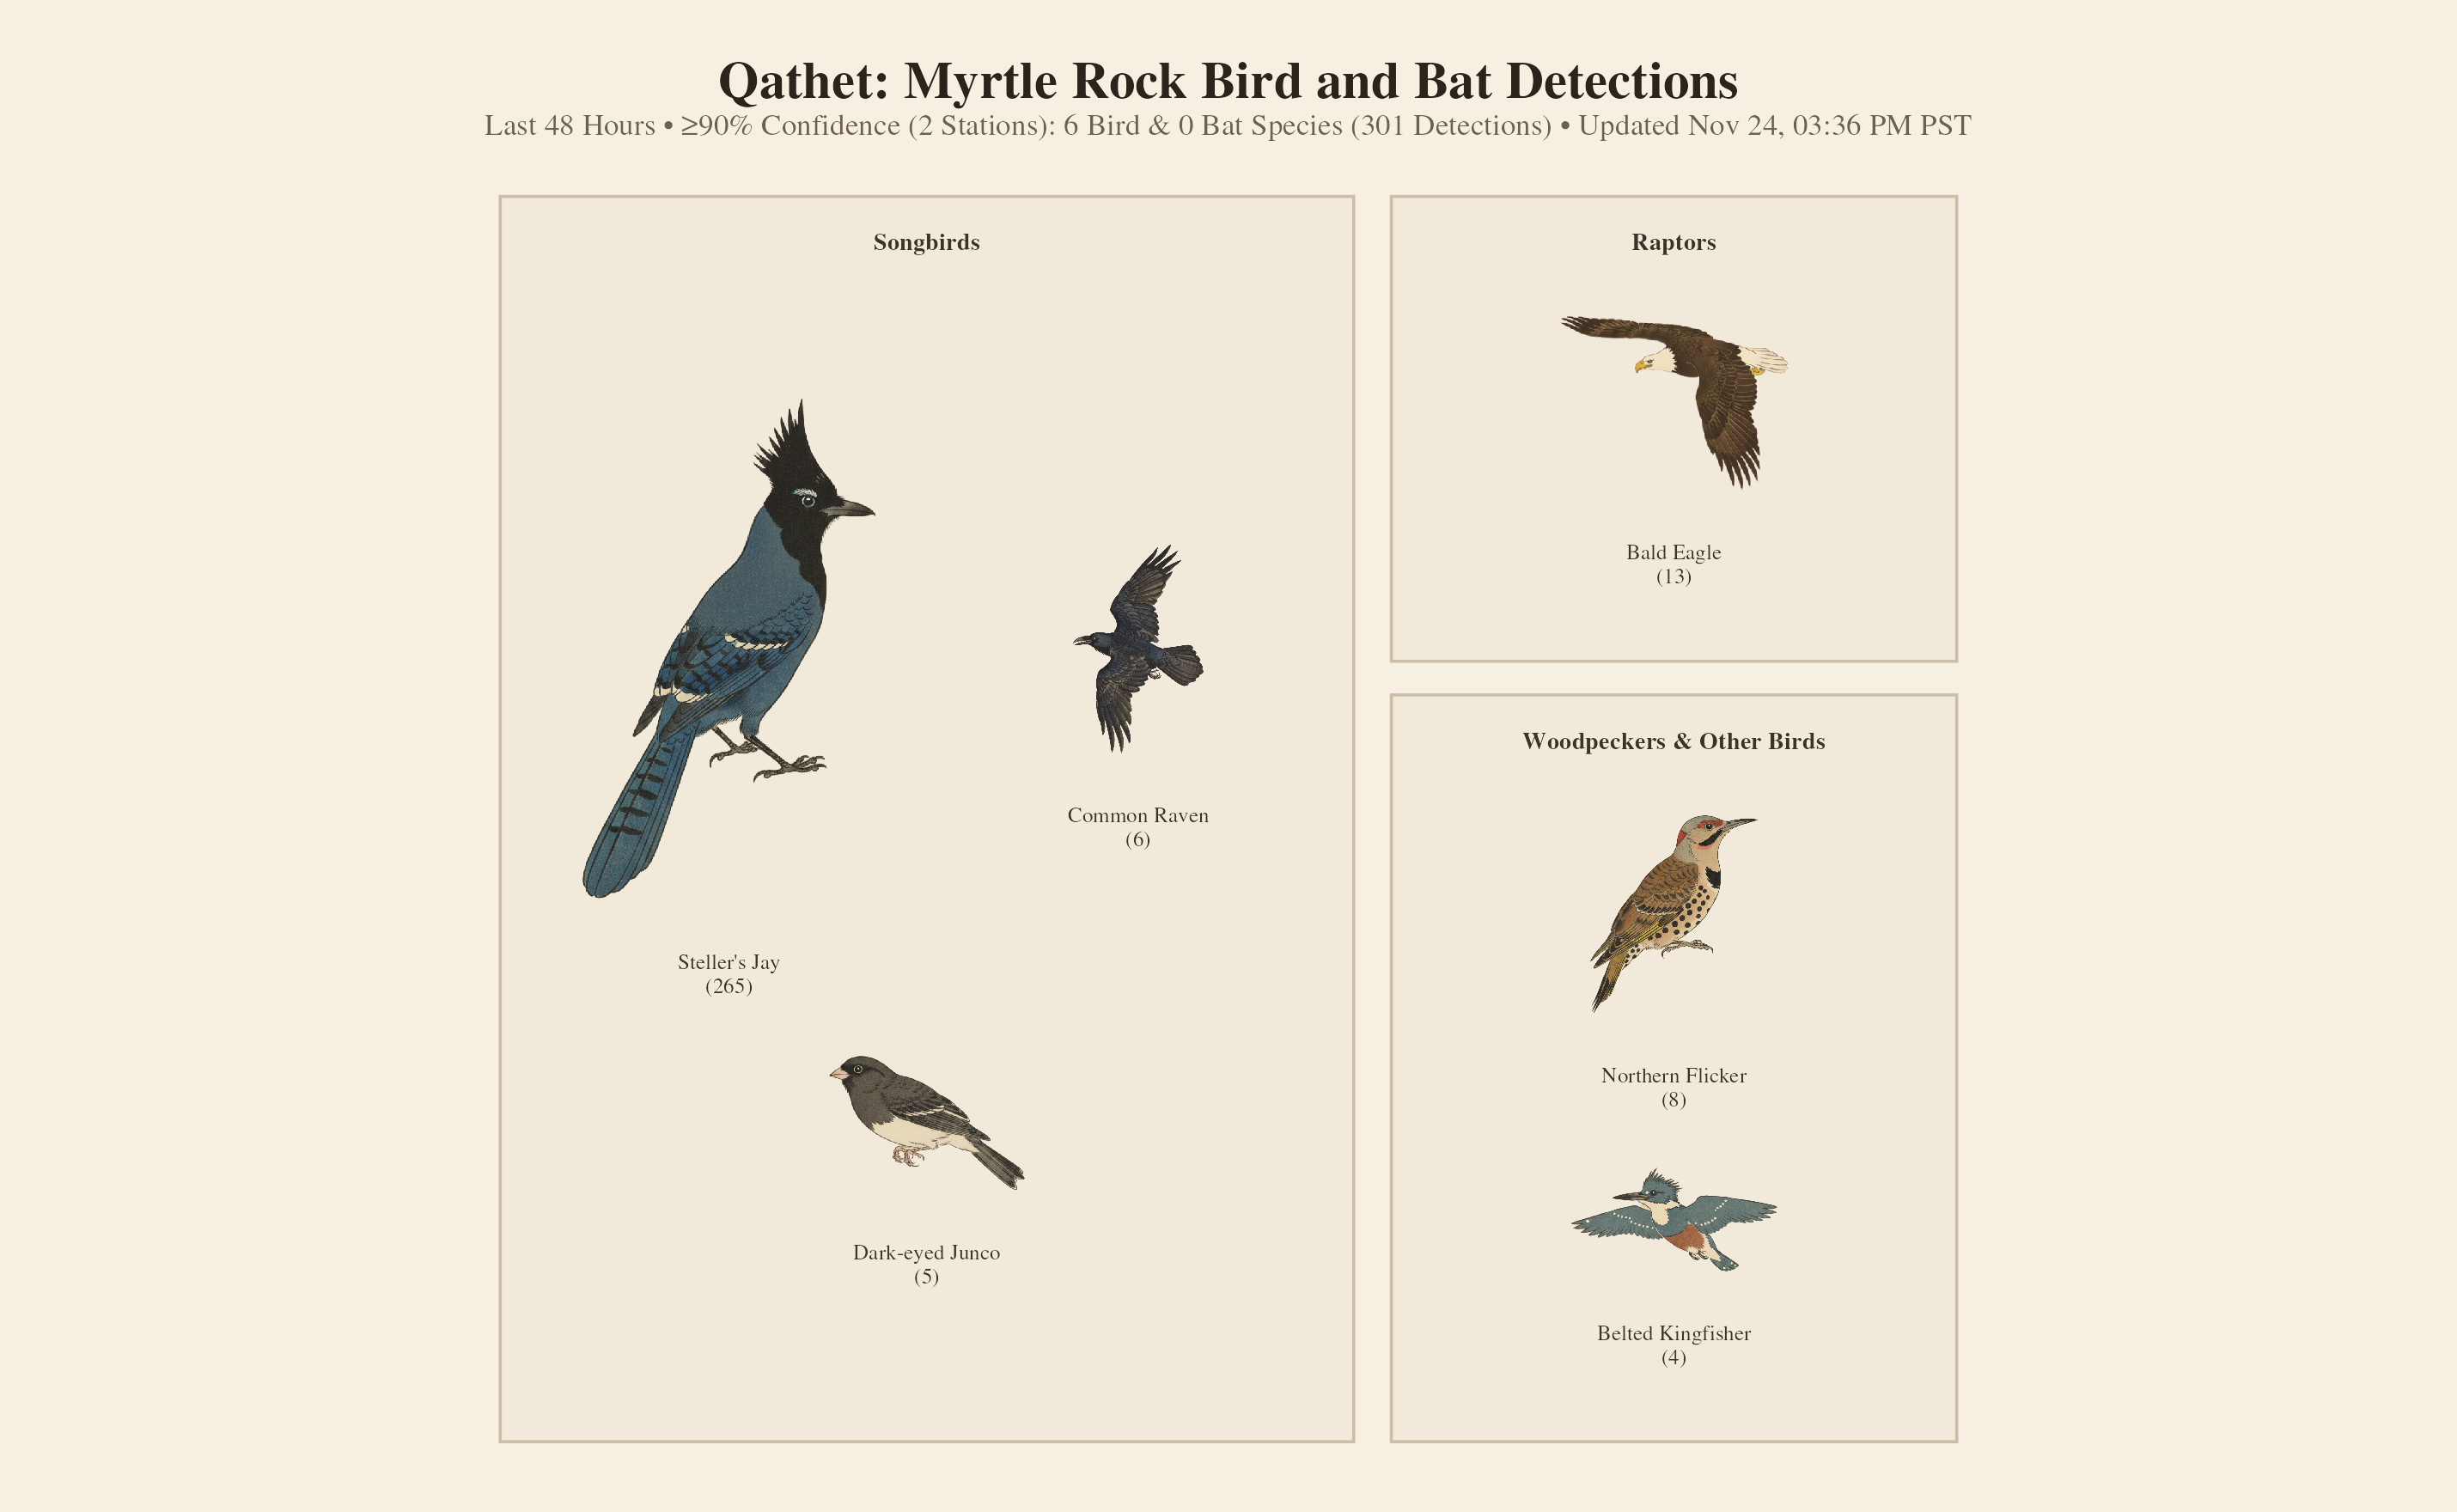 Qathet: Myrtle Rock Bird and Bat Detections
Last 48 Hours • ≥90% Confidence (2 Stations): 6 Bird & 0 Bat Species (301 Detections) • Updated Nov 24, 03:36 PM PST
Songbirds
Steller's Jay
(265)
Common Raven
(6)
Dark-eyed Junco
(5)
Raptors
Bald Eagle
(13)
Woodpeckers & Other Birds
Northern Flicker
(8)
Belted Kingfisher
(4)